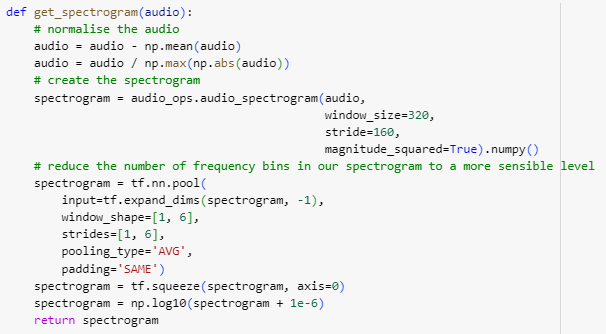 def get_spectrogram(audio):
    # normalise the audio
    audio = audio - np.mean(audio)
    audio = audio / np.max(np.abs(audio))
    # create the spectrogram
    spectrogram = audio_ops.audio_spectrogram(audio,
                                              window_size=320,
                                              stride=160,
                                              magnitude_squared=True).numpy()
    # reduce the number of frequency bins in our spectrogram to a more sensible level
    spectrogram = tf.nn.pool(
        input=tf.expand_dims(spectrogram, -1),
        window_shape=[1, 6],
        strides=[1, 6],
        pooling_type='AVG',
        padding='SAME')
    spectrogram = tf.squeeze(spectrogram, axis=0)
    spectrogram = np.log10(spectrogram + 1e-6)
    return spectrogram